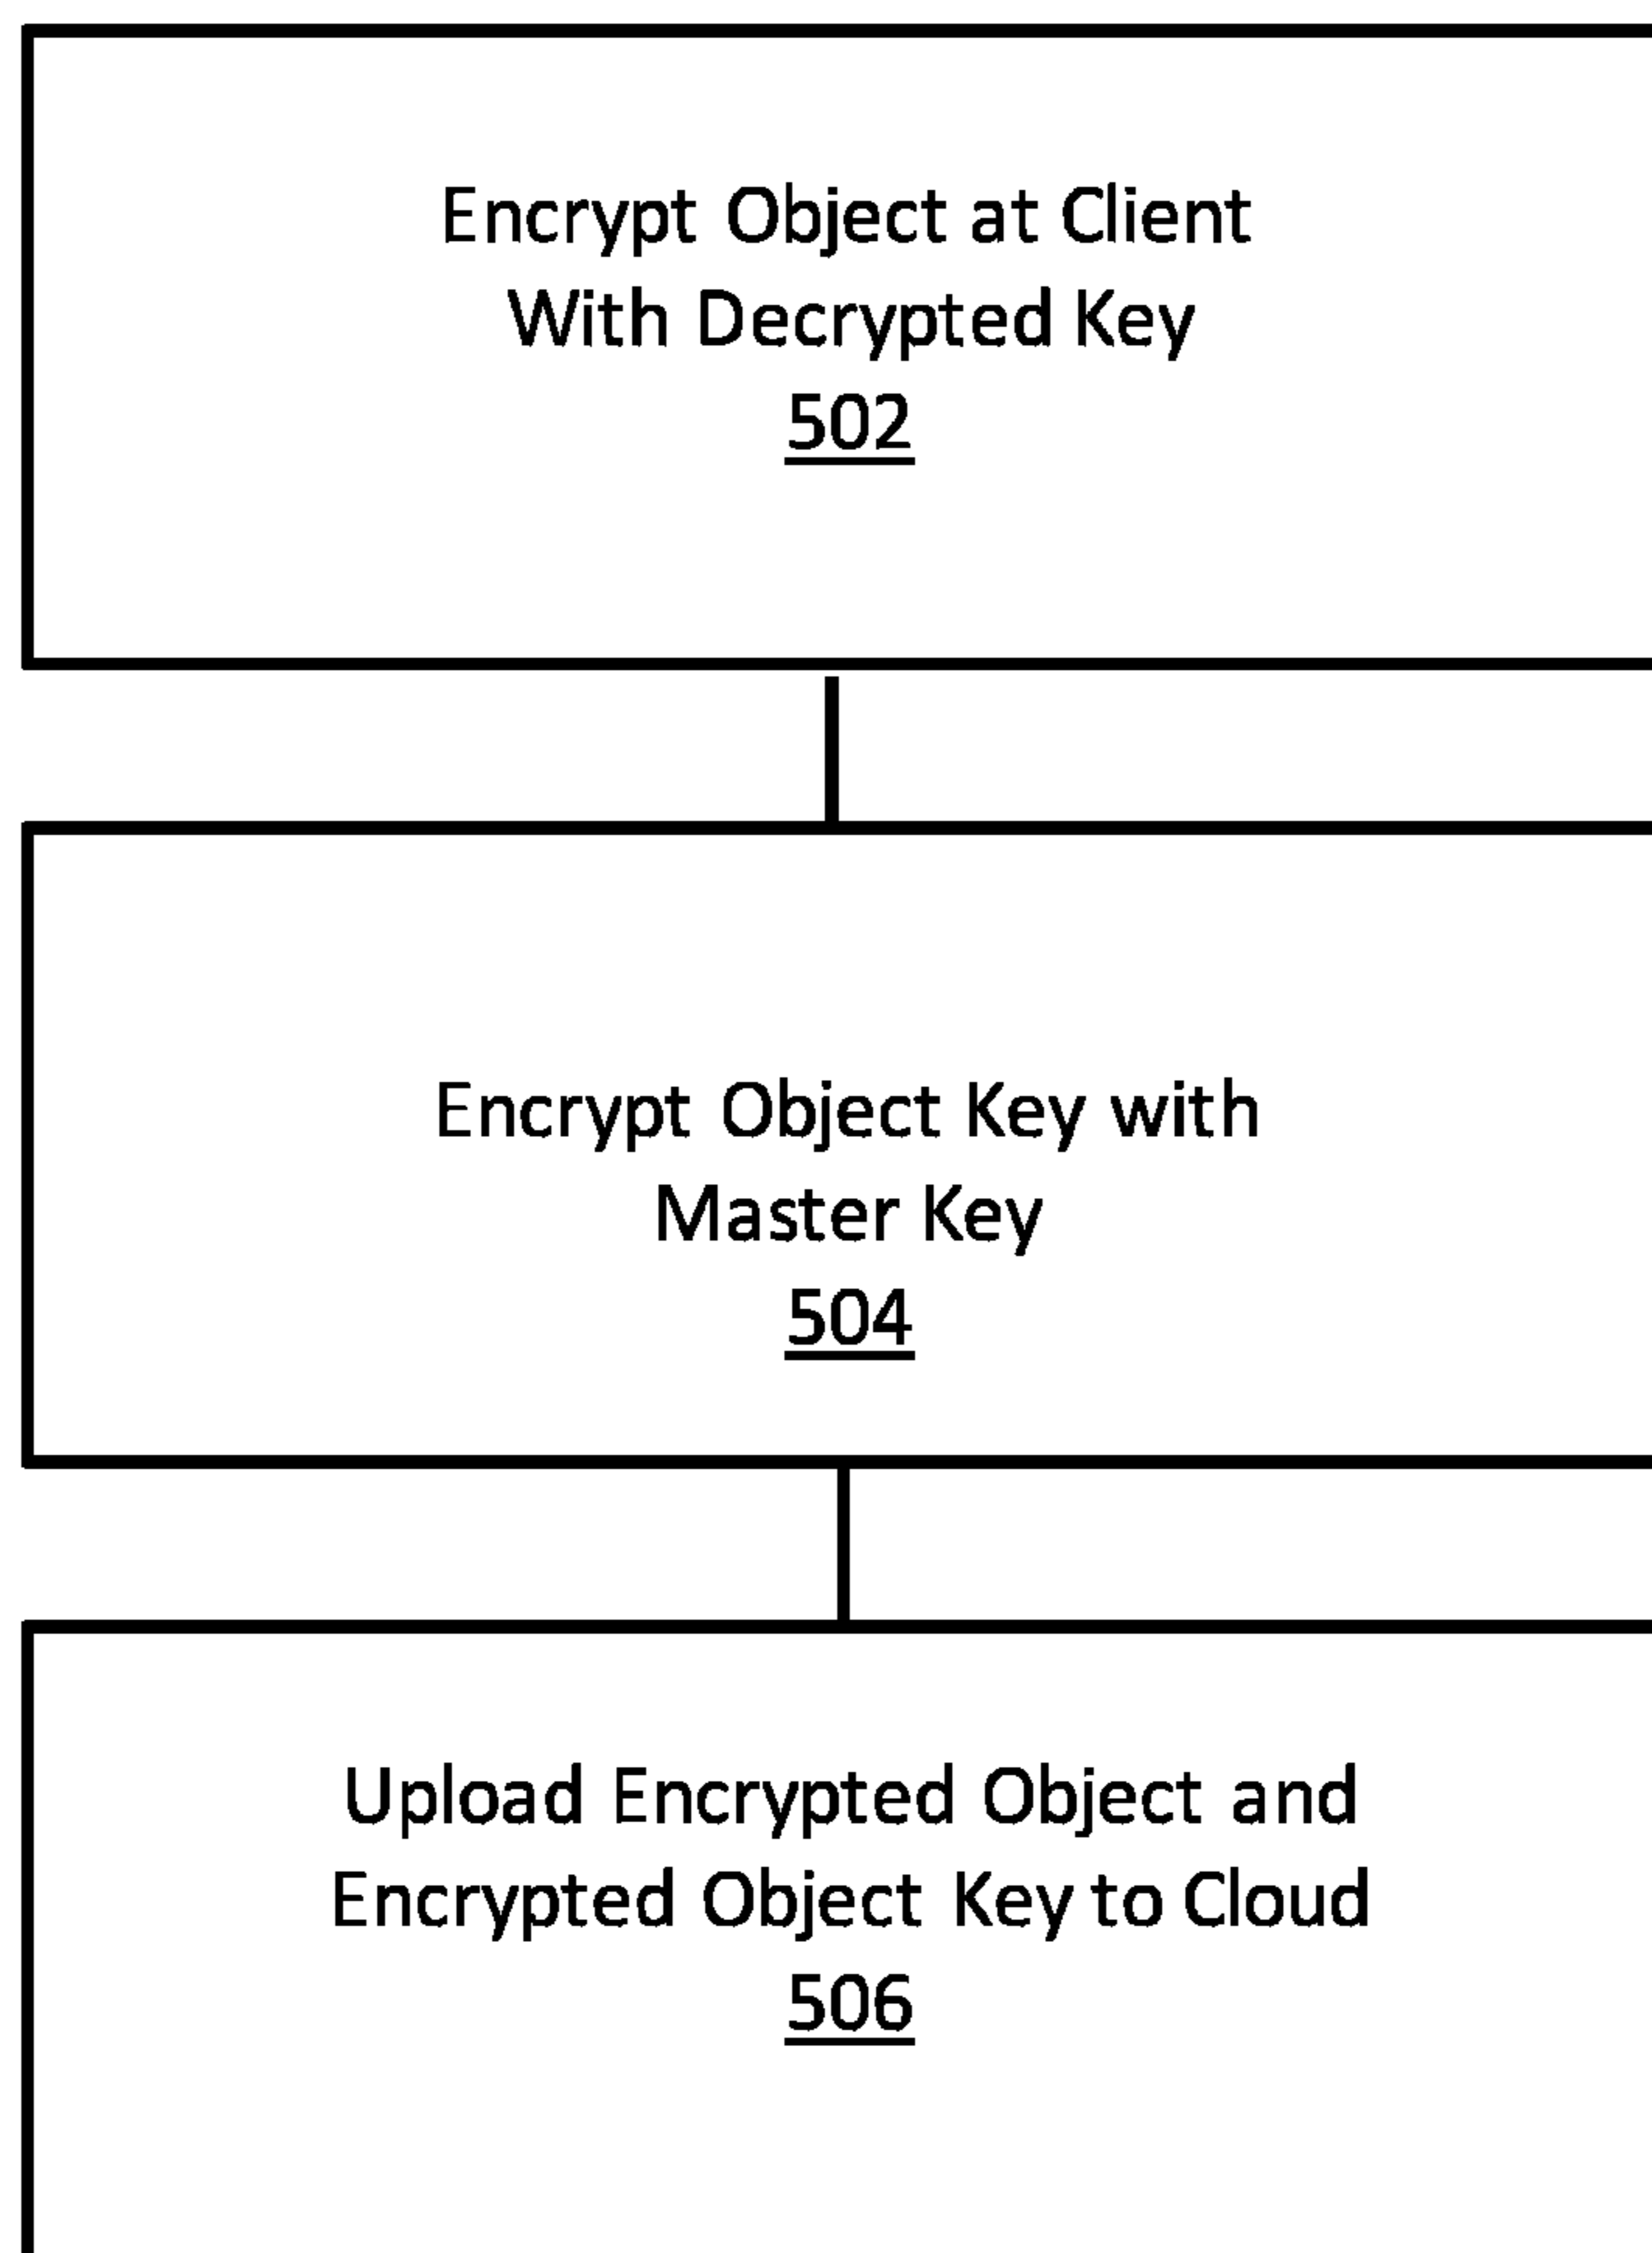 Encrypt Object at Client
With Decrypted Key
502
Encrypt Object Key with
Master Key
504
Upload Encrypted Object and
Encrypted Object Key to Cloud
506